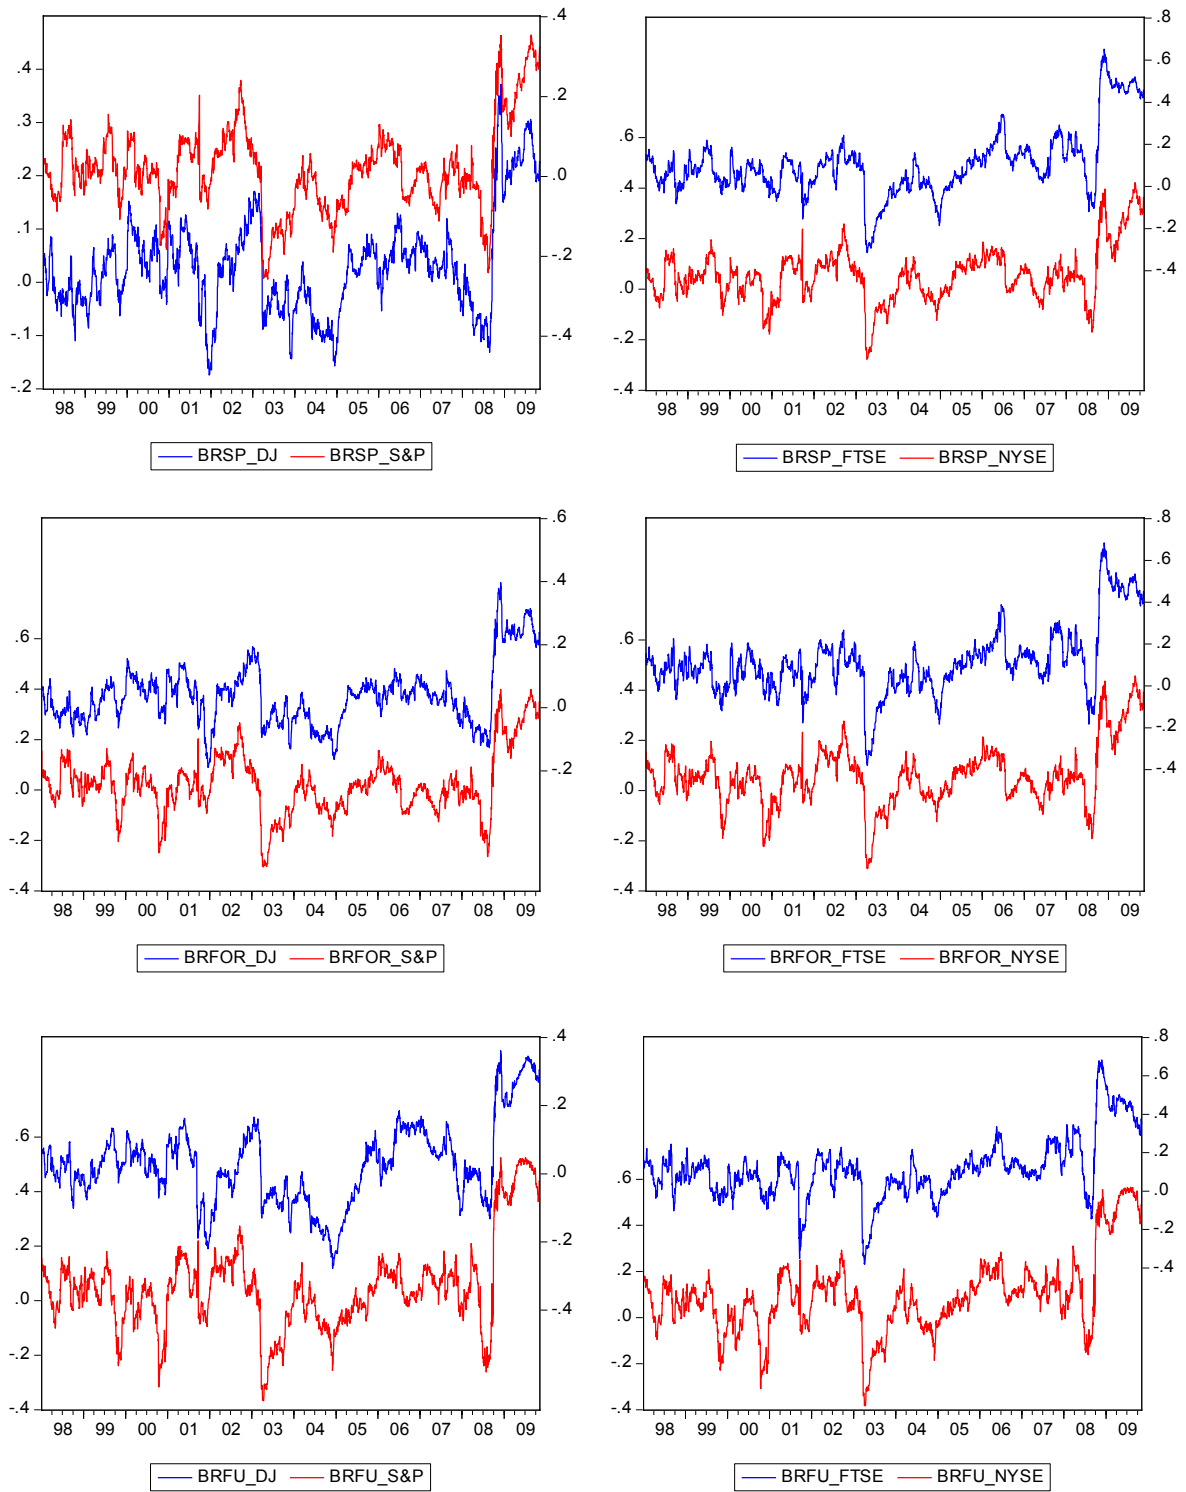 .4
.4 .3 .2 .1 .0 -.1 -.2
.2 .0 -.2 -.4
98 99 00 01 02 03 04 05 06 07 08 09
BRSP_DJ BRSP_S&P
.8
.6 .4 .2 .0 -.2 -.4
.6 .4 .2 .0 -.2 -.4
98 99 00 01 02 03 04 05 06 07 08 09
BRSP_FTSE BRSP_NYSE
.6
.6 .4 .2 .0 -.2 -.4
.4 .2 .0 -.2
98 99 00 01 02 03 04 05 06 07 08 09
BRFOR_DJ BRFOR_S&P
.8
.6 .4 .2 .0 -.2 -.4
.6 .4 .2 .0 -.2 -.4
98 99 00 01 02 03 04 05 06 07 08 09
BRFOR_FTSE BRFOR_NYSE
.4
.6 .4 .2 .0 -.2 -.4
.2 .0 -.2 -.4
98 99 00 01 02 03 04 05 06 07 08 09
BRFU_DJ BRFU_S&P
.8
.6 .4 .2 .0 -.2 -.4
.6 .4 .2 .0 -.2 -.4
98 99 00 01 02 03 04 05 06 07 08 09
BRFU_FTSE BRFU_NYSE